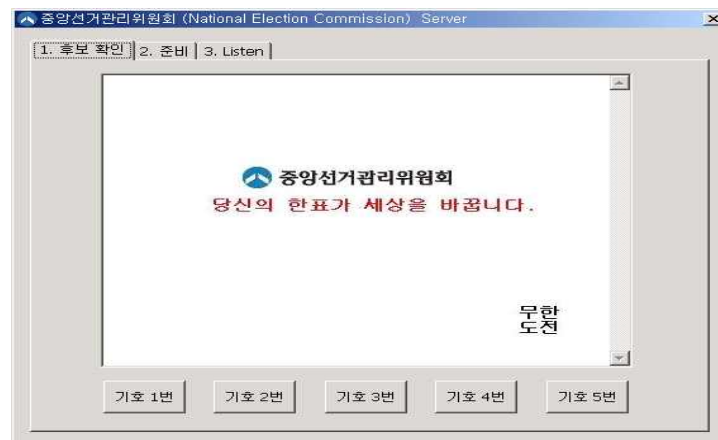 중앙선거관리위원회 (National Election Commission) Server
1. 후보 확인 2. 준비 3. Listen
중앙선거관리위원회
당신의 한표가 세상을 바꿉니다.
무한
도전
기호 1번 기호 2번 기호 3번 기호 4번 기호 5번